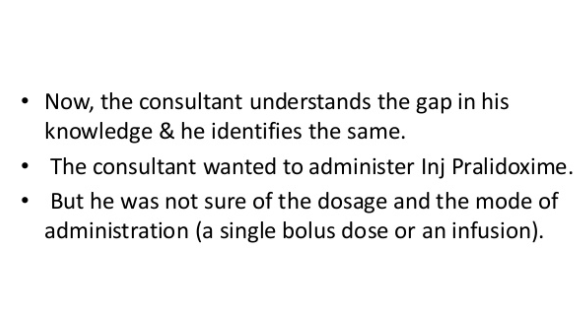 • Now, the consultant understands the gap in his
knowledge & he identifies the same.
• The consultant wanted to administer Inj Pralidoxime.
• But he was not sure of the dosage and the mode of
administration (a single bolus dose or an infusion).